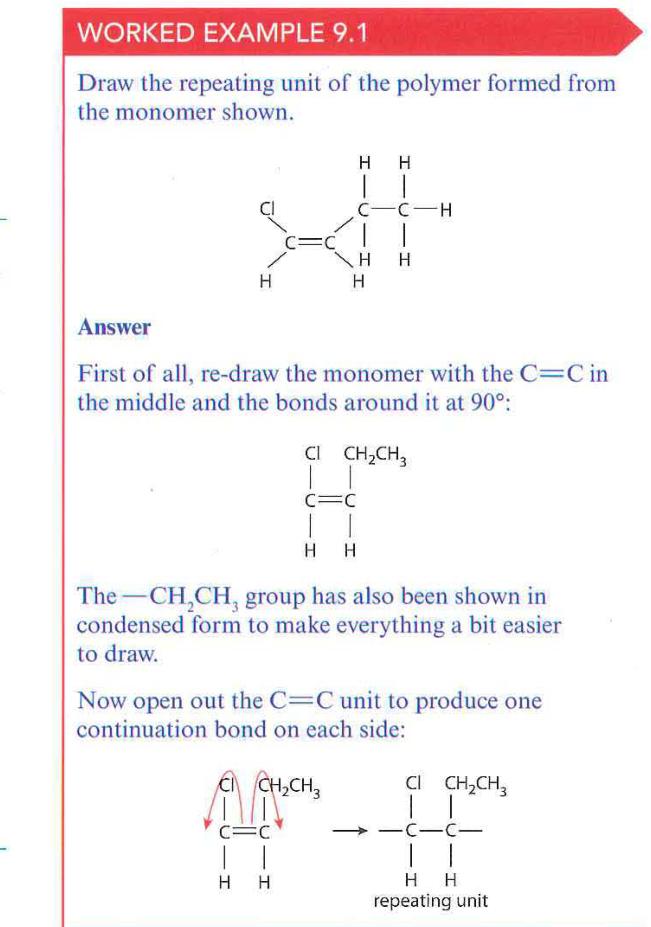 WORKED EXAMPLE 9.1
Draw the repeating unit of the polymer formed from
the monomer shown.
H H
Cl C—C—H
C=C
H H
H H
Answer
First of all, re-draw the monomer with the C=C in
the middle and the bonds around it at 90°:
Cl CH₂CH₃
C=C
H H
The —CH₂CH₃ group has also been shown in
condensed form to make everything a bit easier
to draw.
Now open out the C=C unit to produce one
continuation bond on each side:
Cl CH₂CH₃ Cl CH₂CH₃
C=C → —C—C—
H H H H
repeating unit